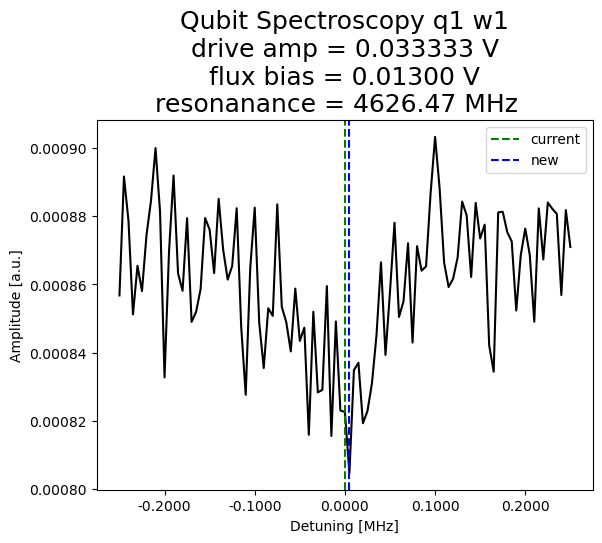 Qubit Spectroscopy q1 w1
drive amp = 0.033333 V
flux bias = 0.01300 V
resonanance = 4626.47 MHz
current
new
0.00090
0.00088
0.00086
0.00084
0.00082
0.00080
Amplitude [a.u.]
-0.2000 -0.1000 0.0000 0.1000 0.2000
Detuning [MHz]